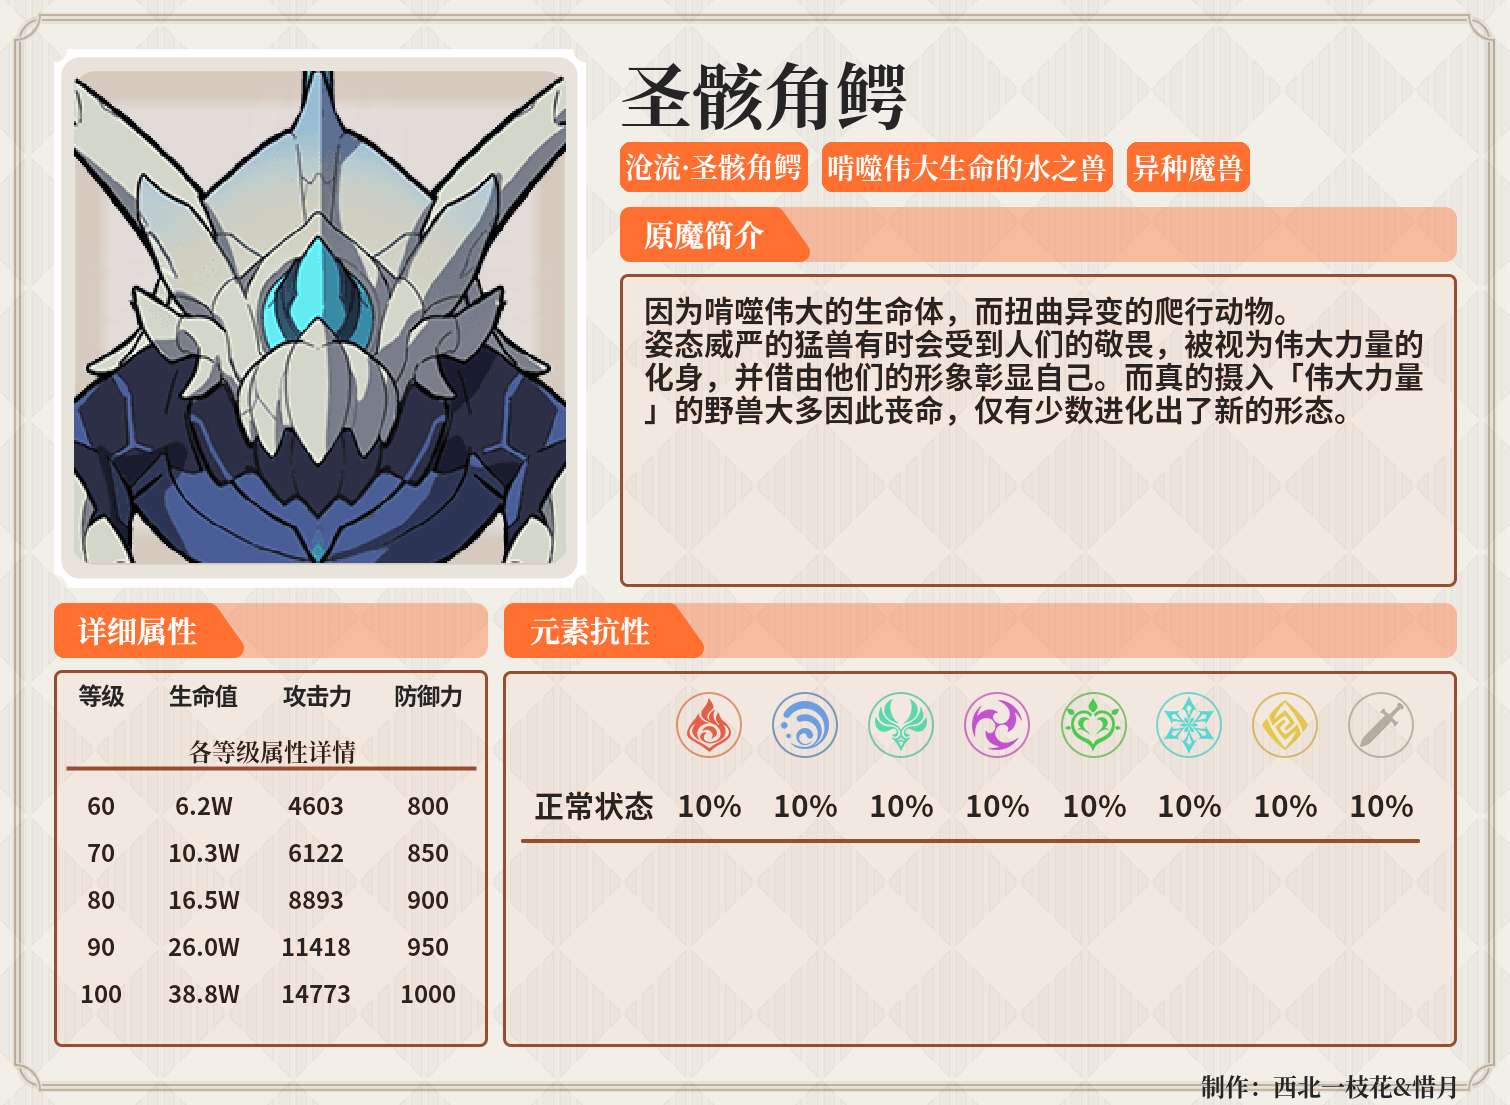 圣骸角鳄
沧流·圣骸角鳄 啃噬伟大生命的水之兽 异种魔兽
原魔简介
因为啃噬伟大的生命体，而扭曲异变的爬行动物。
姿态威严的猛兽有时会受到人们的敬畏，被视为伟大力量的
化身，并借由他们的形象彰显自己。而真的摄入「伟大力量
」的野兽大多因此丧命，仅有少数进化出了新的形态。
详细属性
等级 生命值 攻击力 防御力
各等级属性详情
60 6.2W 4603 800
70 10.3W 6122 850
80 16.5W 8893 900
90 26.0W 11418 950
100 38.8W 14773 1000
元素抗性
正常状态 10% 10% 10% 10% 10% 10% 10% 10%
制作：西北一枝花&惜月